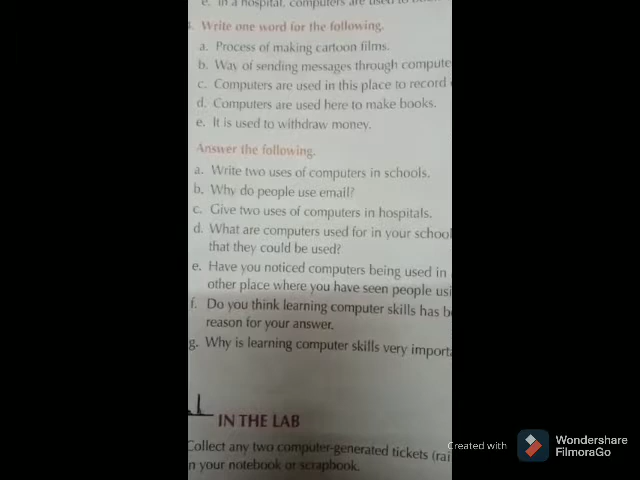 e. In a hospital, computers are used to
4. Write one word for the following.
a. Process of making cartoon films.
b. Way of sending messages through compute
c. Computers are used in this place to record
d. Computers are used here to make books.
e. It is used to withdraw money.
Answer the following.
a. Write two uses of computers in schools.
b. Why do people use email?
c. Give two uses of computers in hospitals.
d. What are computers used for in your school
that they could be used?
e. Have you noticed computers being used in
other place where you have seen people usi
f. Do you think learning computer skills has b
reason for your answer.
g. Why is learning computer skills very importa
IN THE LAB
Collect any two computer-generated tickets (rai
n your notebook or scrapbook.
Created with
Wondershare
FilmoraGo